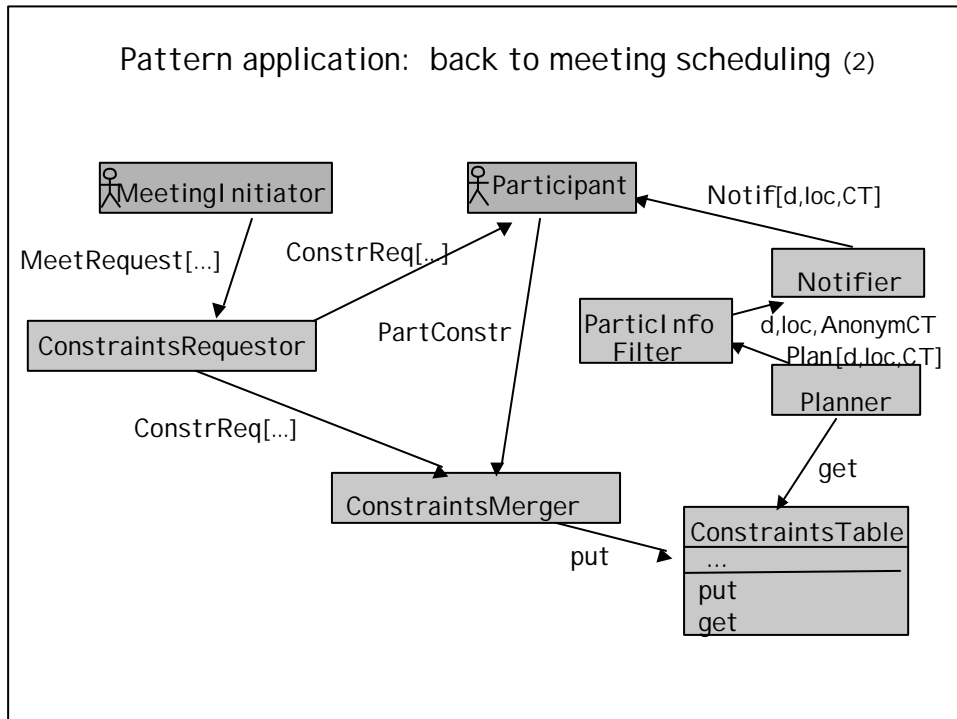 Pattern application: back to meeting scheduling (2)
MeetingInitiator
Participant
Notif[d,loc,CT]
MeetRequest[...]
ConstrReq[...]
Notifier
ConstraintsRequestor
PartConstr
ParticInfo
Filter
d,loc,AnonymCT
Plan[d,loc,CT]
Planner
ConstrReq[...]
get
ConstraintsMerger
put
ConstraintsTable
...
put
get